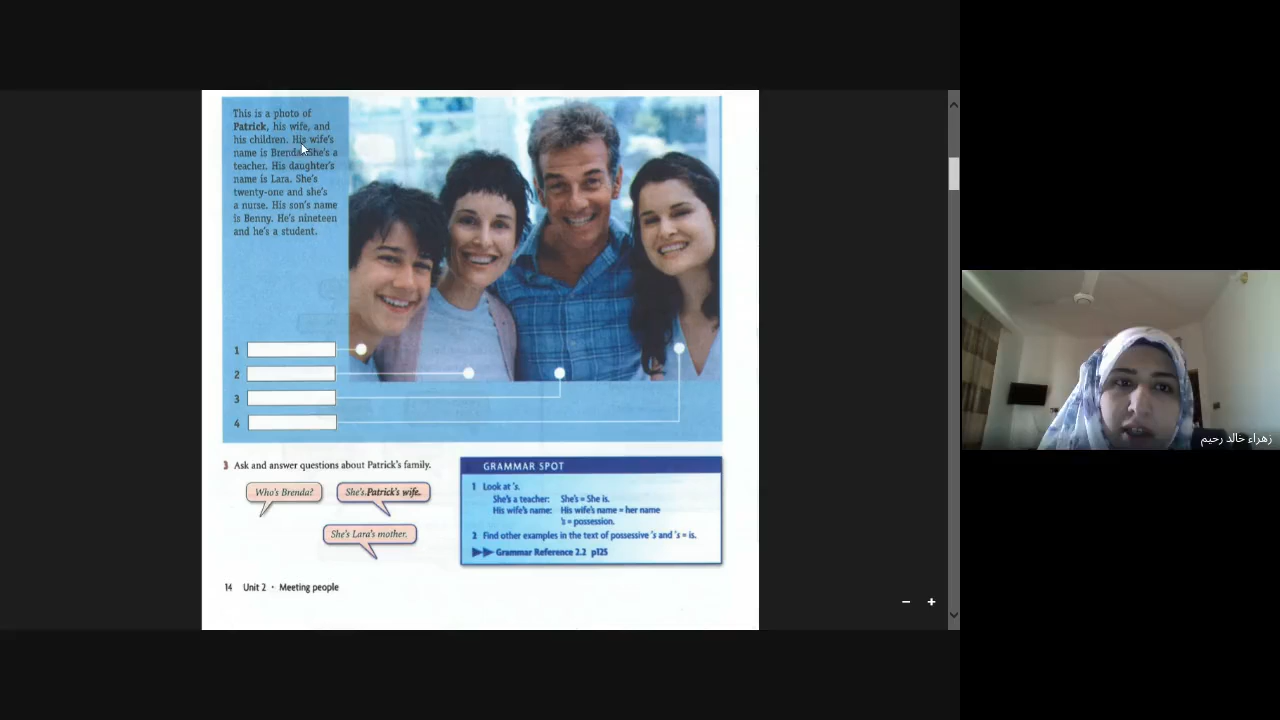 This is a photo of
Patrick, his wife, and
his children. His wife's
name is Brenda. She's a
teacher. His daughter's
name is Lara. She's
twenty-one and she's
a nurse. His son's name
is Benny. He's nineteen
and he's a student.
1
2
3
4
3 Ask and answer questions about Patrick's family.
Who's Brenda?
She's Patrick's wife.
She's Lara's mother.
GRAMMAR SPOT
1 Look at 's.
She's a teacher: She's = She is.
His wife's name: His wife's name = her name
's = possession.
2 Find other examples in the text of possessive 's and 's = is.
▶▶ Grammar Reference 2.2 p125
14 Unit 2 • Meeting people
زهراء خالد رحيم